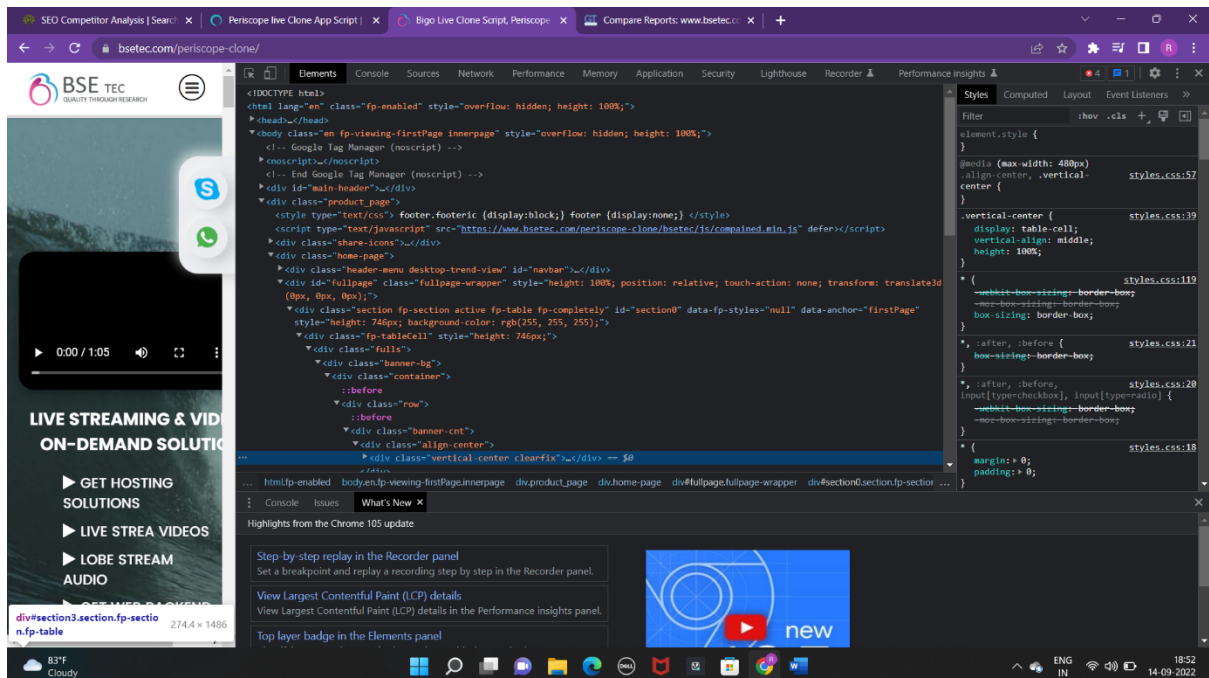 SEO Competitor Analysis | Search
Periscope live Clone App Script |
Bigo Live Clone Script, Periscope
Compare Reports: www.bsetec.cc
bsetec.com/periscope-clone/
R
BSE TEC
QUALITY THROUGH RESEARCH
0:00 / 1:05
LIVE STREAMING & VID
ON-DEMAND SOLUTIO
GET HOSTING
SOLUTIONS
LIVE STREA VIDEOS
LOBE STREAM
AUDIO
GET WEB BACKEND
div#section3.section.fp-sectio
n.fp-table
274.4 × 1486
Elements Console Sources Network Performance Memory Application Security Lighthouse Recorder Performance insights
4 1
<!DOCTYPE html>
<html lang="en" class="fp-enabled" style="overflow: hidden; height: 100%;">
<head>…</head>
<body class="en fp-viewing-firstPage innerpage" style="overflow: hidden; height: 100%;">
<!-- Google Tag Manager (noscript) -->
<noscript>…</noscript>
<!-- End Google Tag Manager (noscript) -->
<div id="main-header">…</div>
<div class="product_page">
<style type="text/css"> footer.footeric {display:block;} footer {display:none;} </style>
<script type="text/javascript" src="https://www.bsetec.com/periscope-clone/bsetec/js/compained.min.js" defer></script>
<div class="share-icons">…</div>
<div class="home-page">
<div class="header-menu desktop-trend-view" id="navbar">…</div>
<div id="fullpage" class="fullpage-wrapper" style="height: 100%; position: relative; touch-action: none; transform: translate3d
(0px, 0px, 0px);">
<div class="section fp-section active fp-table fp-completely" id="section0" data-fp-styles="null" data-anchor="firstPage"
style="height: 746px; background-color: rgb(255, 255, 255);">
<div class="fp-tableCell" style="height: 746px;">
<div class="fulls">
<div class="banner-bg">
<div class="container">
::before
<div class="row">
::before
<div class="banner-cnt">
<div class="align-center">
<div class="vertical-center clearfix">…</div> == $0
</div>
... html.fp-enabled body.en.fp-viewing-firstPage.innerpage div.product_page div.home-page div#fullpage.fullpage-wrapper div#section0.section.fp-section ...
Styles Computed Layout Event Listeners »
Filter :hov .cls +
element.style {
}
@media (max-width: 480px)
.align-center, .vertical-
center {
styles.css:57
}
.vertical-center {
styles.css:39
display: table-cell;
vertical-align: middle;
height: 100%;
}
* {
styles.css:119
-webkit-box-sizing: border-box;
-moz-box-sizing: border-box;
box-sizing: border-box;
}
*, :after, :before {
styles.css:21
box-sizing: border-box;
}
*, :after, :before,
input[type=checkbox], input[type=radio] {
styles.css:20
-webkit-box-sizing: border-box;
-moz-box-sizing: border-box;
}
* {
styles.css:18
margin: 0;
padding: 0;
}
Console Issues What's New
Highlights from the Chrome 105 update
Step-by-step replay in the Recorder panel
Set a breakpoint and replay a recording step by step in the Recorder panel.
View Largest Contentful Paint (LCP) details
View Largest Contentful Paint (LCP) details in the Performance insights panel.
Top layer badge in the Elements panel
new
83°F
Cloudy
DELL
ENG
IN
18:52
14-09-2022